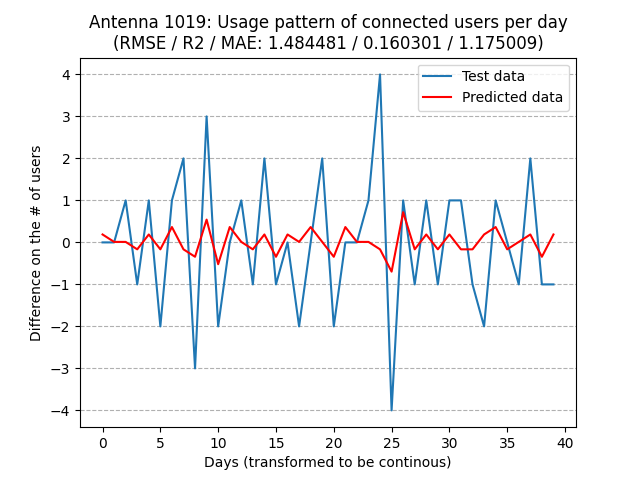 Antenna 1019: Usage pattern of connected users per day
(RMSE / R2 / MAE: 1.484481 / 0.160301 / 1.175009)
Test data
Predicted data
4
3
2
1
0
−1
−2
−3
−4
Difference on the # of users
0 5 10 15 20 25 30 35 40
Days (transformed to be continous)